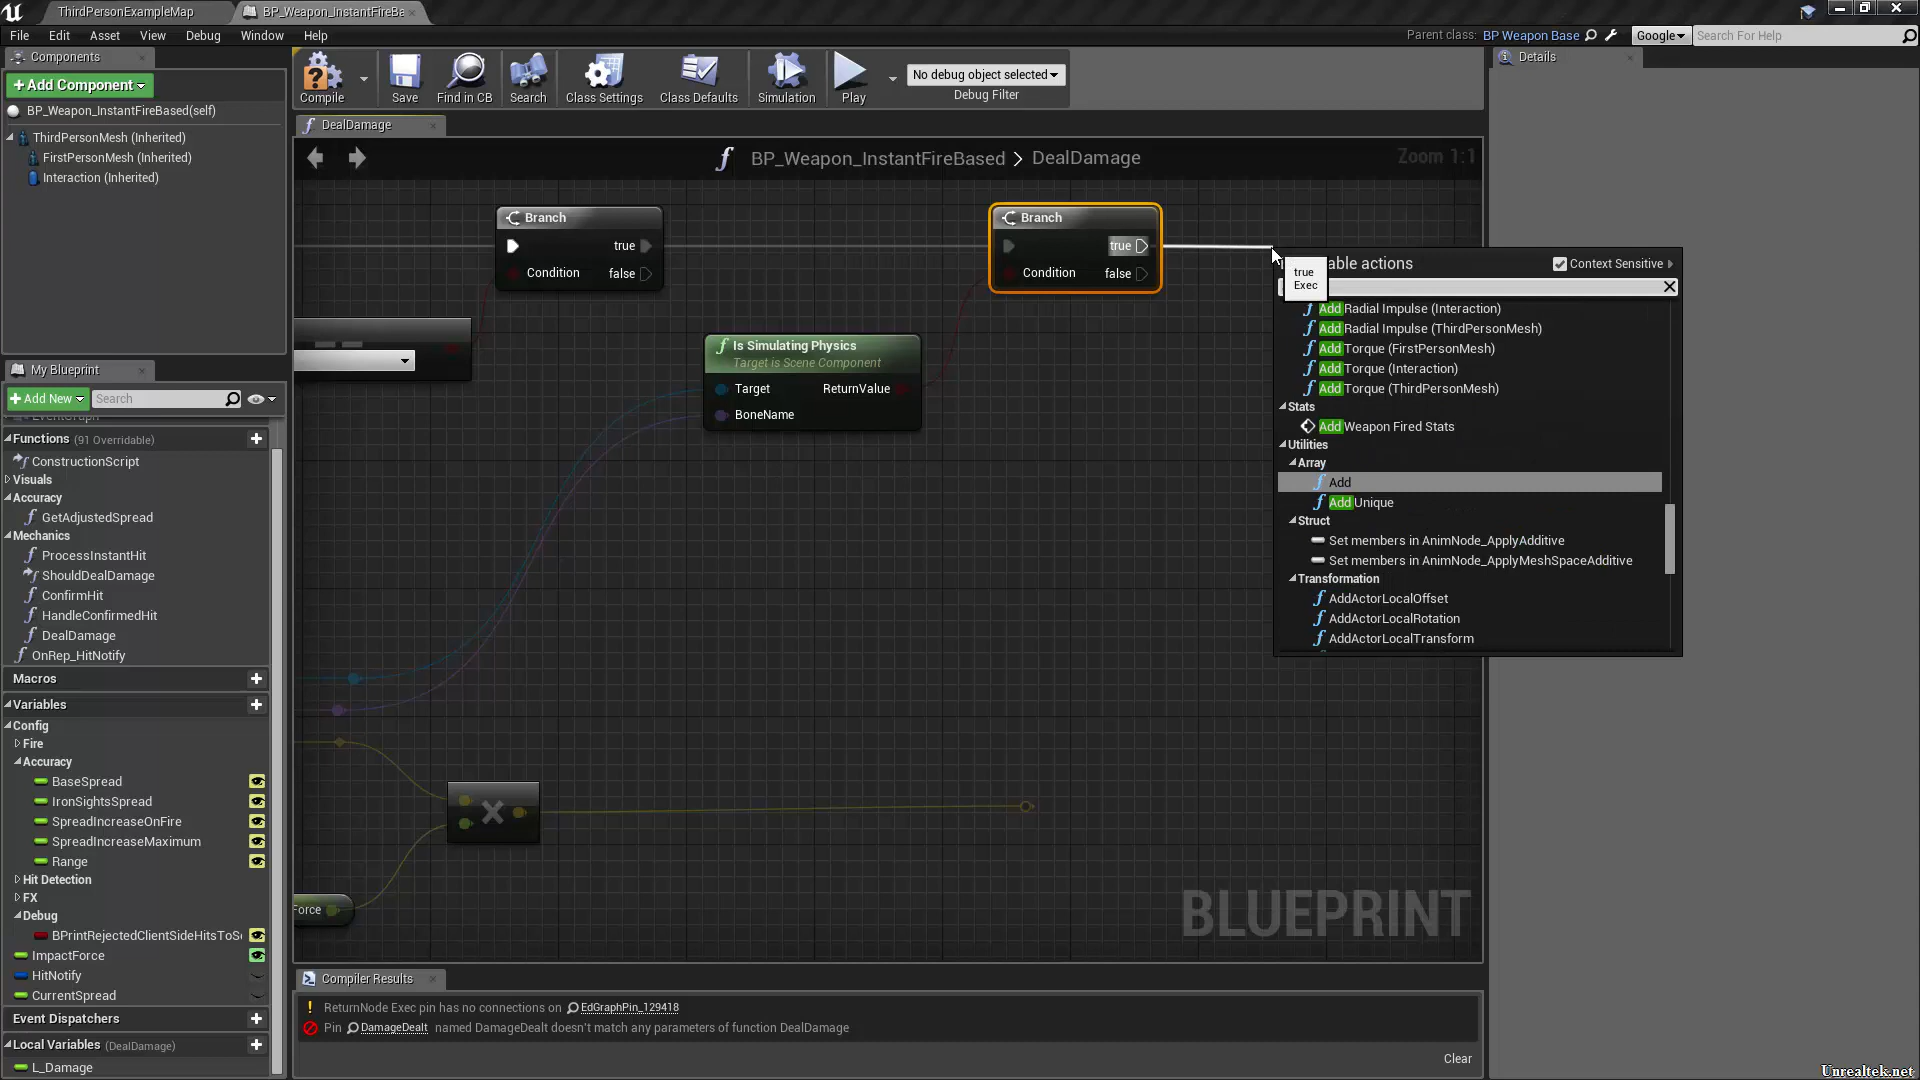 ThirdPersonExampleMap
BP_Weapon_InstantFireBa
File Edit Asset View Debug Window Help
Parent class: BP Weapon Base
Google
Search For Help
Components
+Add Component
BP_Weapon_InstantFireBased(self)
ThirdPersonMesh (Inherited)
FirstPersonMesh (Inherited)
Interaction (Inherited)
Compile
Save
Find in CB
Search
Class Settings
Class Defaults
Simulation
Play
No debug object selected
Debug Filter
Details
DealDamage
BP_Weapon_InstantFireBased > DealDamage
Zoom 1:1
Branch
true
Condition
false
Branch
true
Condition
false
Is Simulating Physics
Target is Scene Component
Target
ReturnValue
BoneName
Force
BLUEPRINT
able actions
Context Sensitive
true
Exec
Add Radial Impulse (Interaction)
Add Radial Impulse (ThirdPersonMesh)
Add Torque (FirstPersonMesh)
Add Torque (Interaction)
Add Torque (ThirdPersonMesh)
Stats
Add Weapon Fired Stats
Utilities
Array
Add
Add Unique
Struct
Set members in AnimNode_ApplyAdditive
Set members in AnimNode_ApplyMeshSpaceAdditive
Transformation
AddActorLocalOffset
AddActorLocalRotation
AddActorLocalTransform
My Blueprint
+Add New
Search
EventGraph
Functions (91 Overridable)
ConstructionScript
Visuals
Accuracy
GetAdjustedSpread
Mechanics
ProcessInstantHit
ShouldDealDamage
ConfirmHit
HandleConfirmedHit
DealDamage
OnRep_HitNotify
Macros
Variables
Config
Fire
Accuracy
BaseSpread
IronSightsSpread
SpreadIncreaseOnFire
SpreadIncreaseMaximum
Range
Hit Detection
FX
Debug
BPrintRejectedClientSideHitsToSe
ImpactForce
HitNotify
CurrentSpread
Event Dispatchers
Local Variables (DealDamage)
L_Damage
Compiler Results
ReturnNode Exec pin has no connections on EdGraphPin_129418
Pin DamageDealt named DamageDealt doesn't match any parameters of function DealDamage
Clear
Unrealtek.net